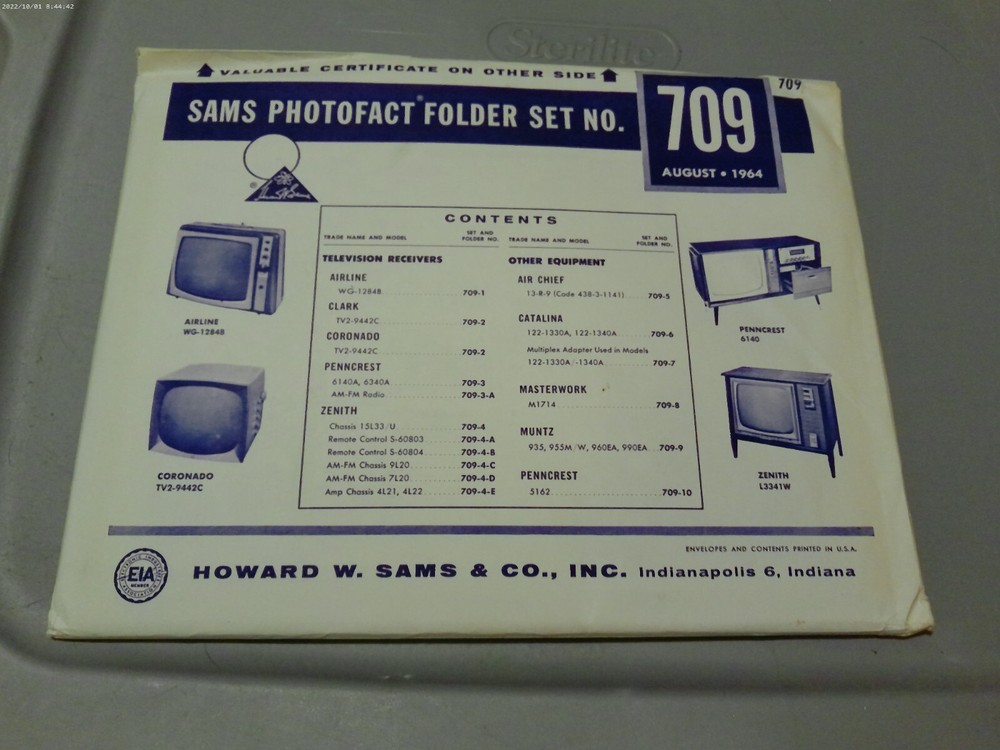 2022/10/01 8:44:42
Sterilite
VALUABLE CERTIFICATE ON OTHER SIDE
709
SAMS PHOTOFACT® FOLDER SET NO.
709
AUGUST • 1964
®
CONTENTS
TRADE NAME AND MODEL SET AND FOLDER NO.
TELEVISION RECEIVERS
AIRLINE
WG-1284B 709-1
CLARK
TV2-9442C 709-2
CORONADO
TV2-9442C 709-2
PENNCREST
6140A, 6340A 709-3
AM-FM Radio 709-3-A
ZENITH
Chassis 15L33/U 709-4
Remote Control S-60803 709-4-A
Remote Control S-60804 709-4-B
AM-FM Chassis 9L20 709-4-C
AM-FM Chassis 7L20 709-4-D
Amp Chassis 4L21, 4L22 709-4-E
TRADE NAME AND MODEL SET AND FOLDER NO.
OTHER EQUIPMENT
AIR CHIEF
13-R-9 (Code 438-3-1141) 709-5
CATALINA
122-1330A, 122-1340A 709-6
Multiplex Adapter Used in Models
122-1330A/-1340A 709-7
MASTERWORK
M1714 709-8
MUNTZ
935, 955M/W, 960EA, 990EA 709-9
PENNCREST
5162 709-10
AIRLINE
WG-1284B
CORONADO
TV2-9442C
PENNCREST
6140
ZENITH
L3341W
ENVELOPES AND CONTENTS PRINTED IN U.S.A.
EIA
MEMBER
HOWARD W. SAMS & CO., INC. Indianapolis 6, Indiana